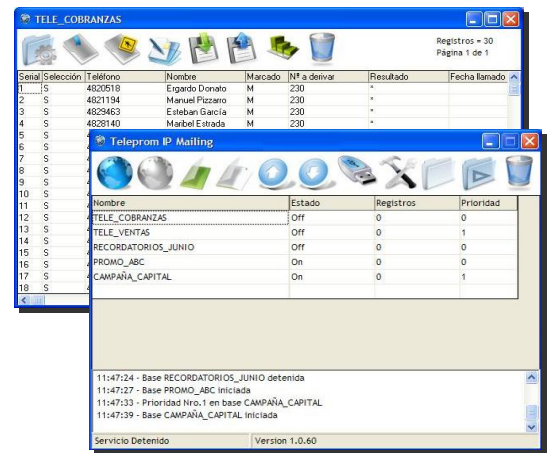 TELE_COBRANZAS
Registros = 30
Página 1 de 1
Serial Selección Teléfono Nombre Marcado Nº a derivar Resultado Fecha llamado
1 S 4820518 Ergardo Donato M 230 *
2 S 4821194 Manuel Pizzarro M 230 *
3 S 4829463 Esteban García M 230 *
4 S 4828140 Maribel Estrada M 230 *
5 S
6 S
7 S
8 S
9 S
10 S
11 S
12 S
13 S
14 S
15 S
16 S
17 S
18 S
Teleprom IP Mailing
Nombre Estado Registros Prioridad
TELE_COBRANZAS Off 0 0
TELE_VENTAS Off 0 1
RECORDATORIOS_JUNIO Off 0 0
PROMO_ABC On 0 0
CAMPAÑA_CAPITAL On 0 1
11:47:24 - Base RECORDATORIOS_JUNIO detenida
11:47:27 - Base PROMO_ABC iniciada
11:47:33 - Prioridad Nro.1 en base CAMPAÑA_CAPITAL
11:47:39 - Base CAMPAÑA_CAPITAL iniciada
Servicio Detenido Version 1.0.60